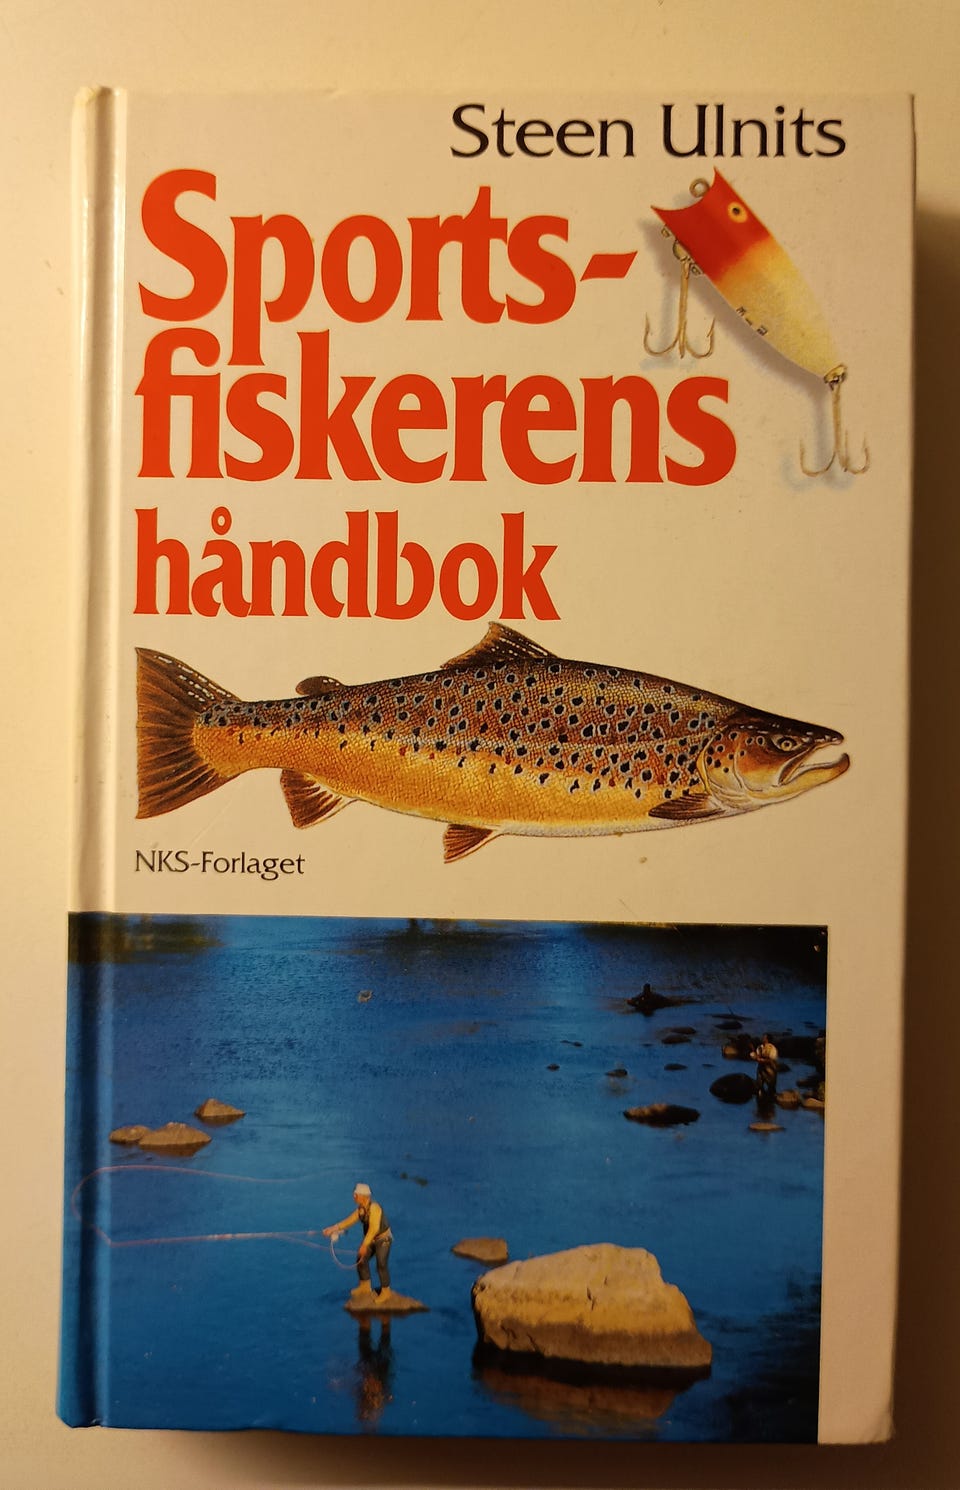 Steen Ulnits
Sports-
fiskerens
håndbok
NKS-Forlaget